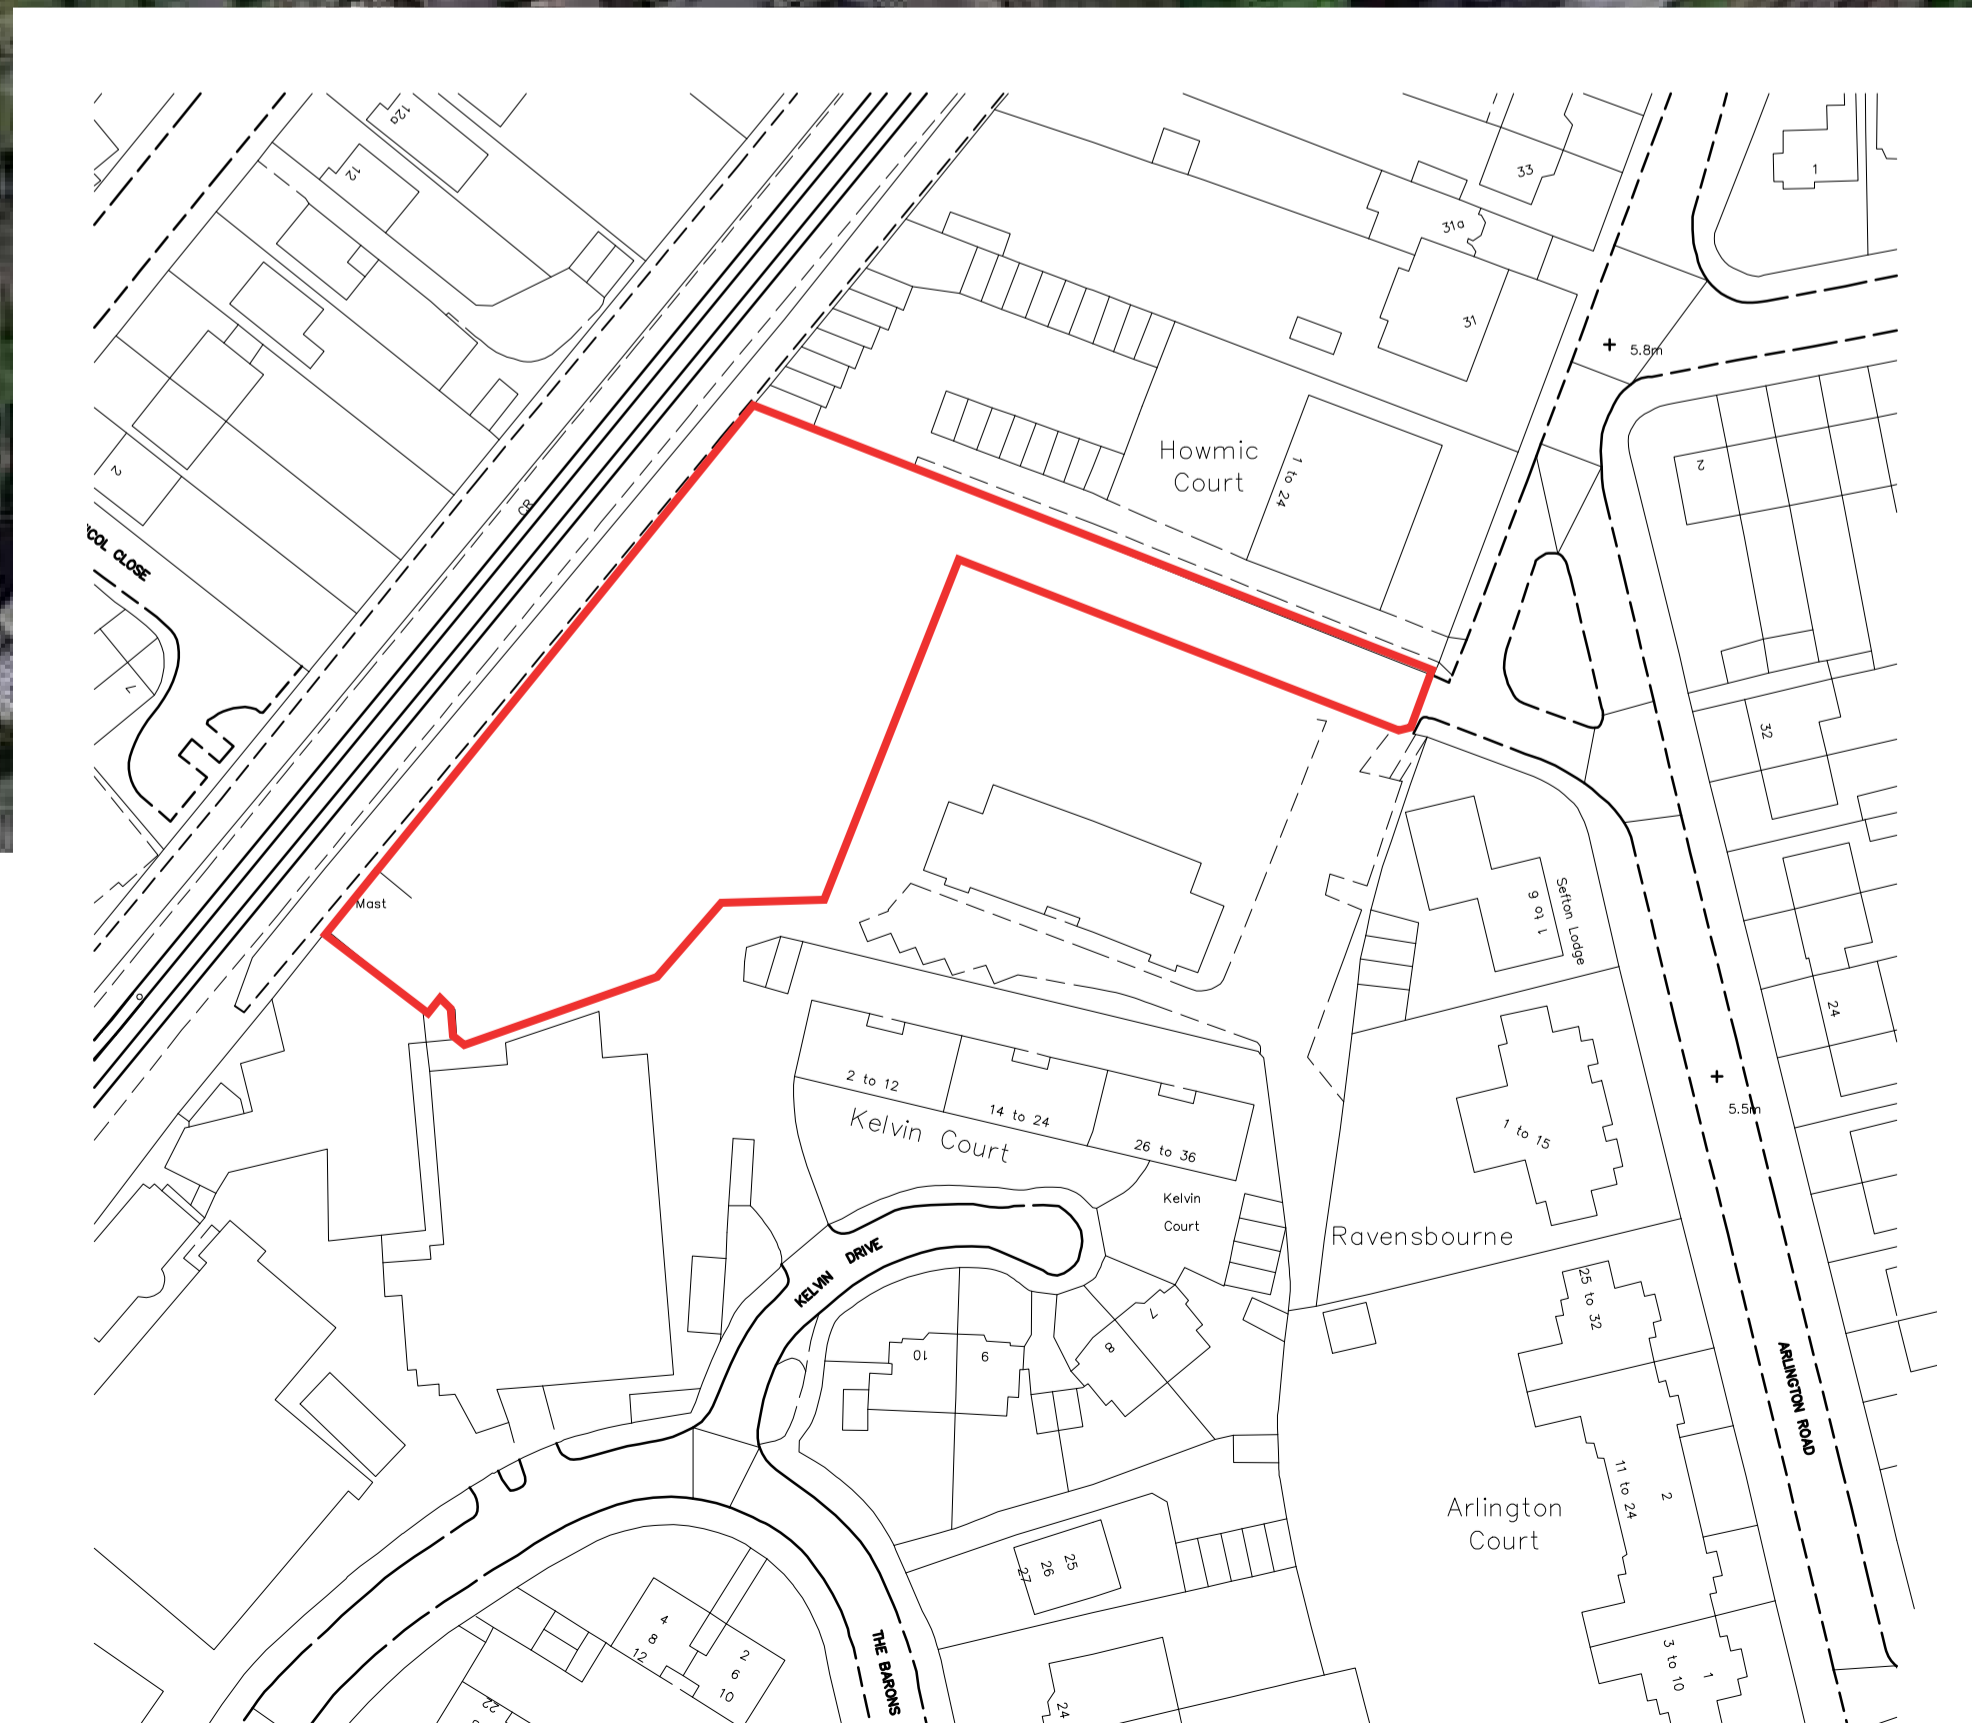 12a
12
33
1
31a
31
5.8m
2
Howmic
Court
1 to 24
2
CR
7
32
Mast
Sefton Lodge
1 to 6
24
2 to 12
14 to 24
26 to 36
Kelvin Court
5.5m
1 to 15
Kelvin
Court
Ravensbourne
KELVIN DRIVE
25 to 32
7
8
10
9
ARLINGTON ROAD
11 to 24
2
Arlington
Court
25
26
27
4
8
12
2
6
10
THE BARONS
3 to 10
1
22
24